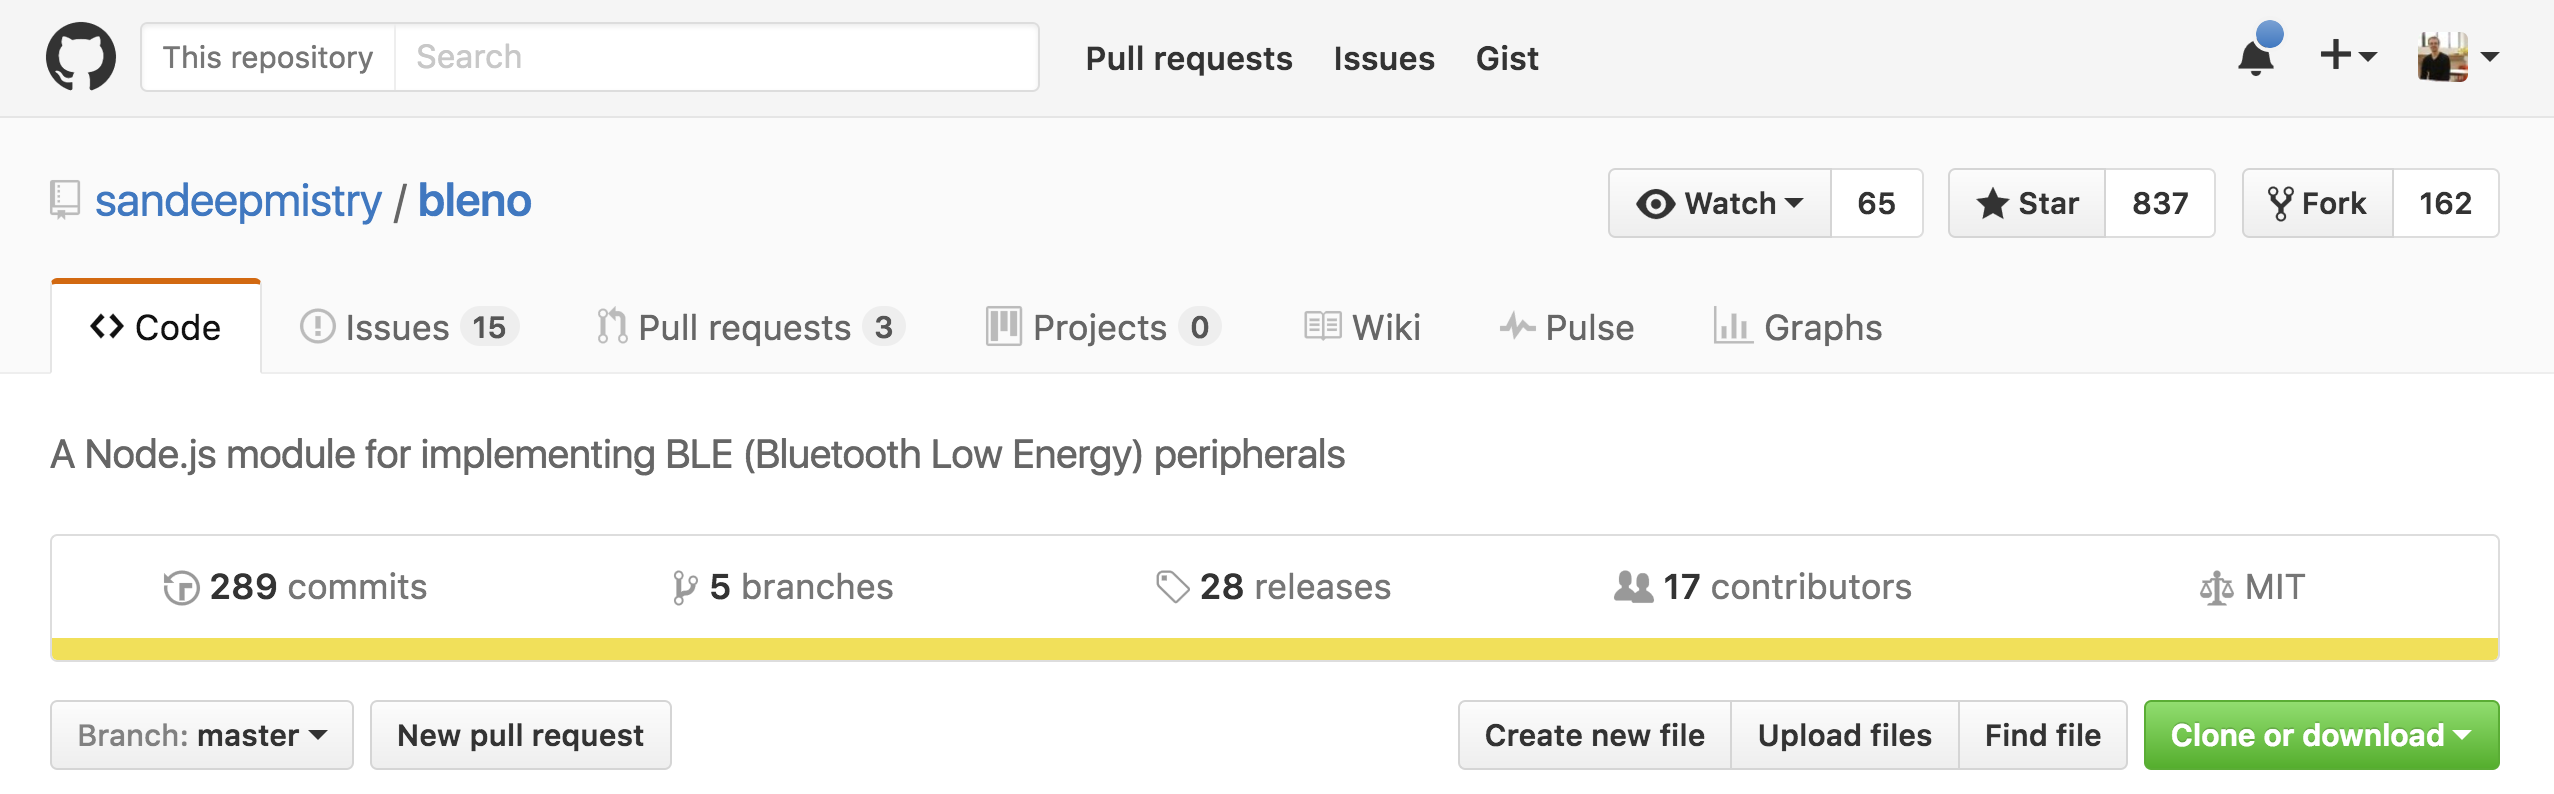 This repository Search Pull requests Issues Gist
sandeepmistry / bleno Watch 65 Star 837 Fork 162
Code Issues 15 Pull requests 3 Projects 0 Wiki Pulse Graphs
A Node.js module for implementing BLE (Bluetooth Low Energy) peripherals
289 commits 5 branches 28 releases 17 contributors MIT
Branch: master New pull request Create new file Upload files Find file Clone or download